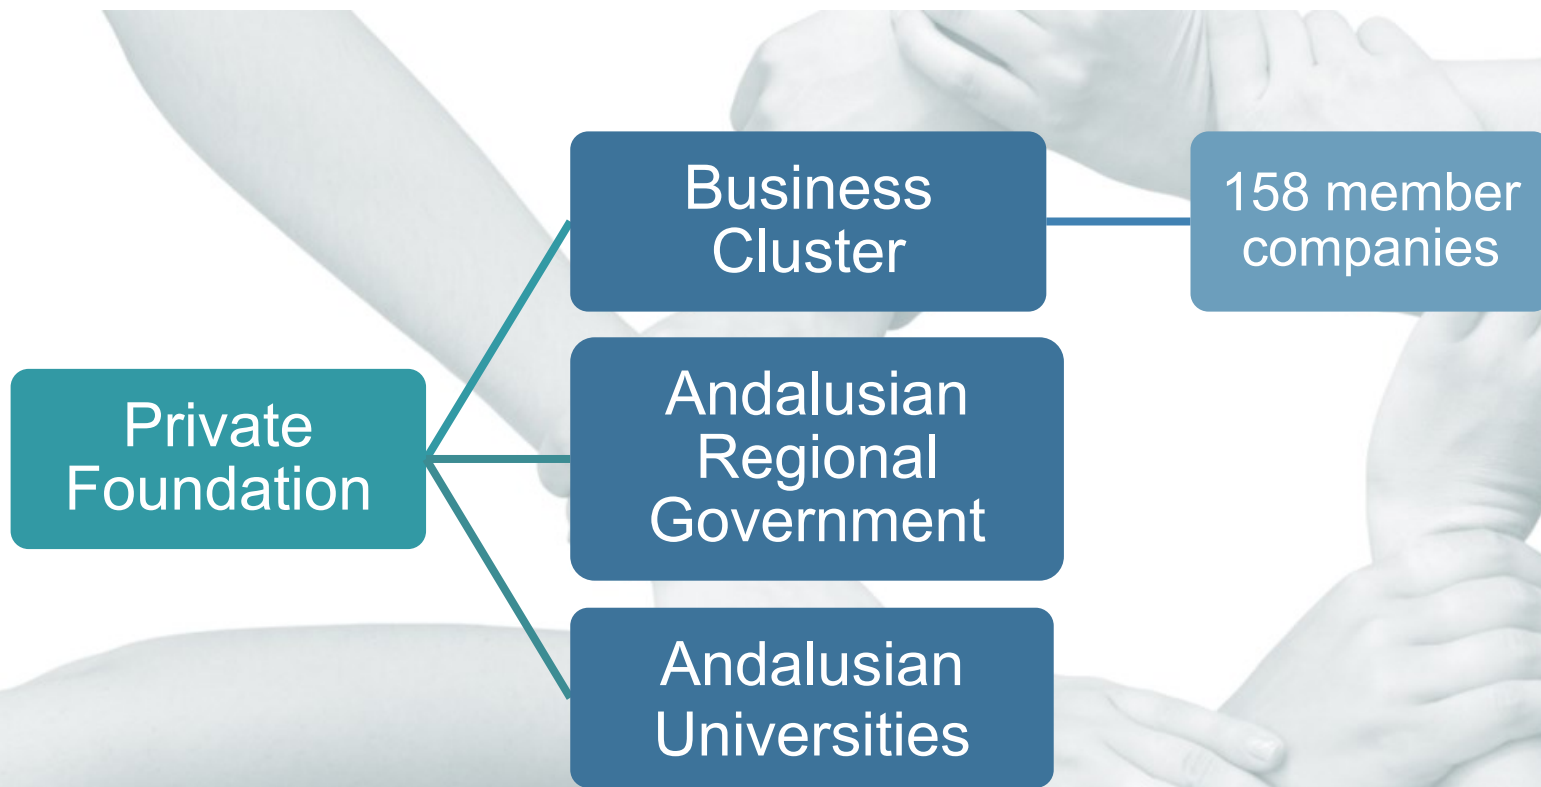 Private
Foundation
Business
Cluster
158 member
companies
Andalusian
Regional
Government
Andalusian
Universities